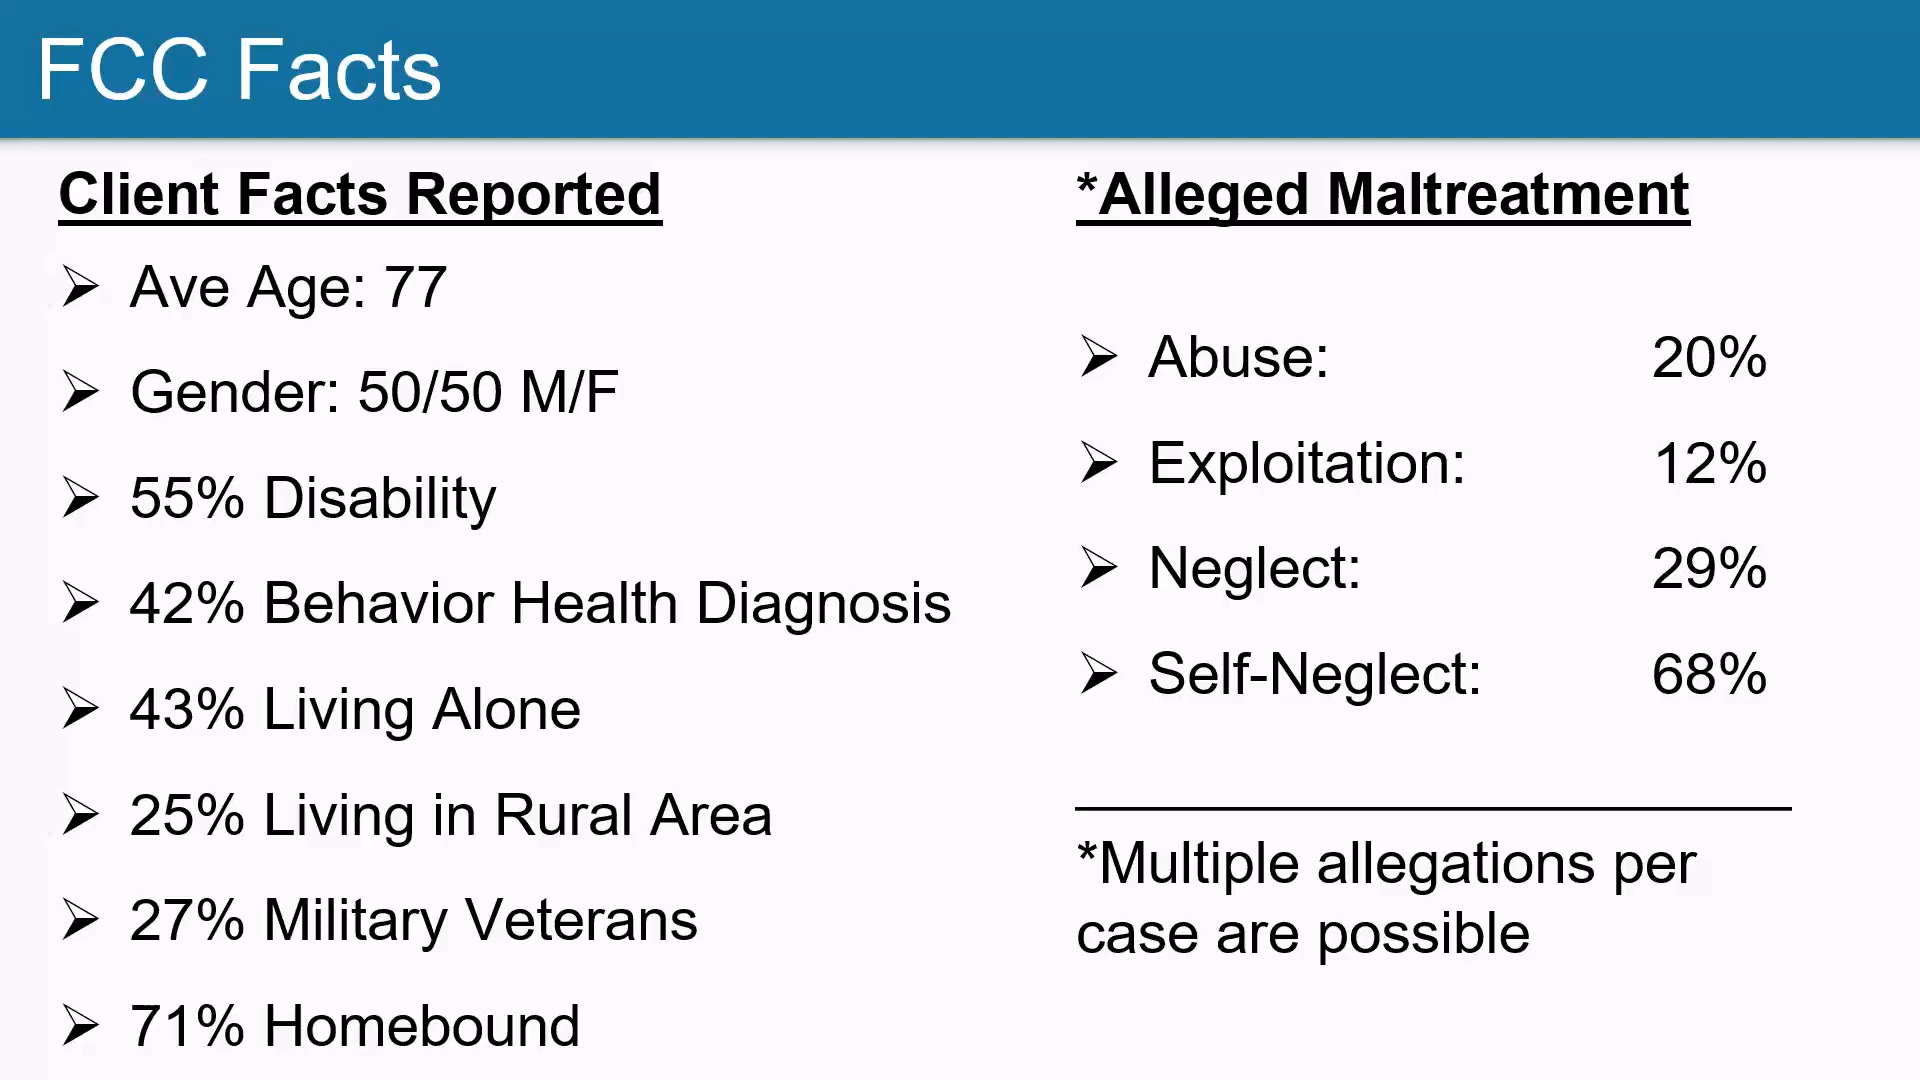 FCC Facts
Client Facts Reported
➢ Ave Age: 77
➢ Gender: 50/50 M/F
➢ 55% Disability
➢ 42% Behavior Health Diagnosis
➢ 43% Living Alone
➢ 25% Living in Rural Area
➢ 27% Military Veterans
➢ 71% Homebound
*Alleged Maltreatment
➢ Abuse: 20%
➢ Exploitation: 12%
➢ Neglect: 29%
➢ Self-Neglect: 68%
*Multiple allegations per
case are possible